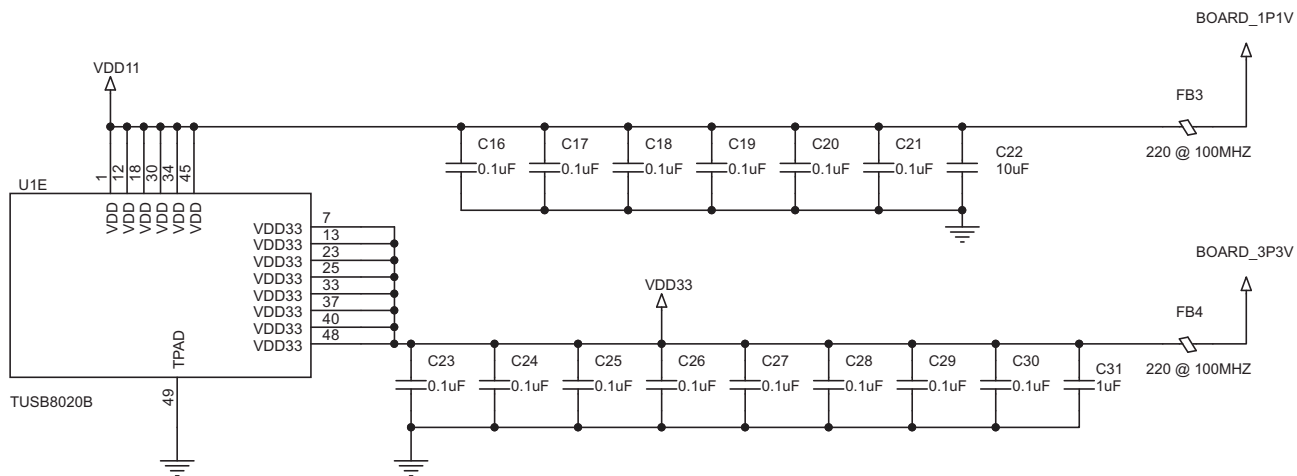 BOARD_1P1V
VDD11
FB3
C16 C17 C18 C19 C20 C21 C22
0.1uF 0.1uF 0.1uF 0.1uF 0.1uF 0.1uF 10uF
220 @ 100MHZ
1 12 18 30 34 45
U1E
VDD VDD VDD VDD VDD VDD
VDD33 7
VDD33 13
VDD33 23
VDD33 25
VDD33 33
VDD33 37
VDD33 40
VDD33 48
BOARD_3P3V
VDD33
FB4
TPAD
C23 C24 C25 C26 C27 C28 C29 C30 C31
0.1uF 0.1uF 0.1uF 0.1uF 0.1uF 0.1uF 0.1uF 0.1uF 1uF
220 @ 100MHZ
49
TUSB8020B